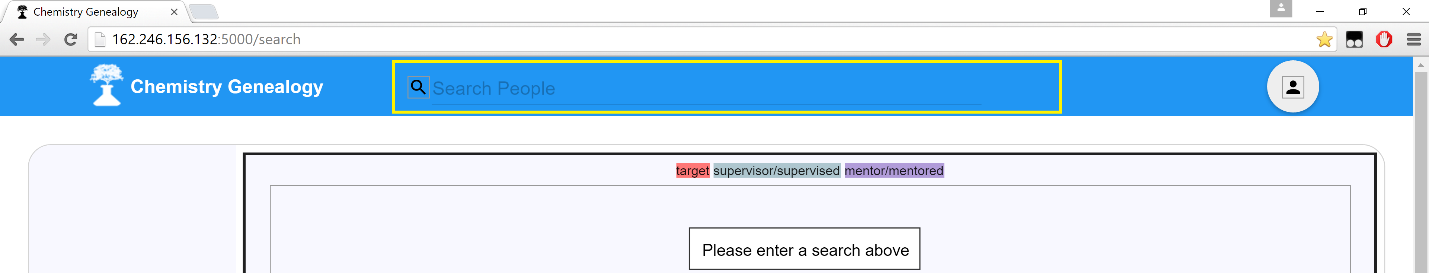 Chemistry Genealogy
162.246.156.132:5000/search
Chemistry Genealogy
Search People
target supervisor/supervised mentor/mentored
Please enter a search above